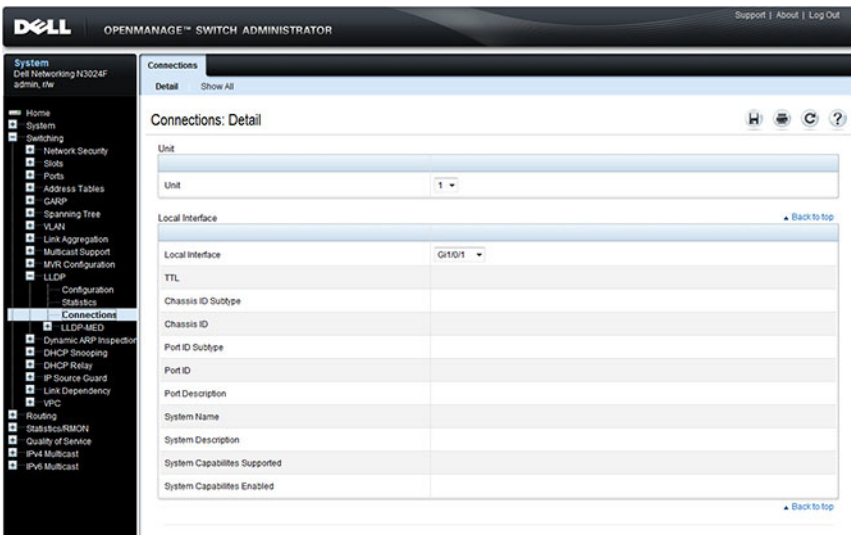 Support | About | Log Out
DELL OPENMANAGE™ SWITCH ADMINISTRATOR
System
Dell Networking N3024F
admin, r/w
Home
System
Switching
Network Security
Slots
Ports
Address Tables
GARP
Spanning Tree
VLAN
Link Aggregation
Multicast Support
MVR Configuration
LLDP
Configuration
Statistics
Connections
LLDP-MED
Dynamic ARP Inspection
DHCP Snooping
DHCP Relay
IP Source Guard
Link Dependency
VPC
Routing
Statistics/RMON
Quality of Service
IPv4 Multicast
IPv6 Multicast
Connections
Detail Show All
Connections: Detail
Unit
Unit 1
Local Interface Back to top
Local Interface Gi1/0/1
TTL
Chassis ID Subtype
Chassis ID
Port ID Subtype
Port ID
Port Description
System Name
System Description
System Capabilites Supported
System Capabilites Enabled
Back to top